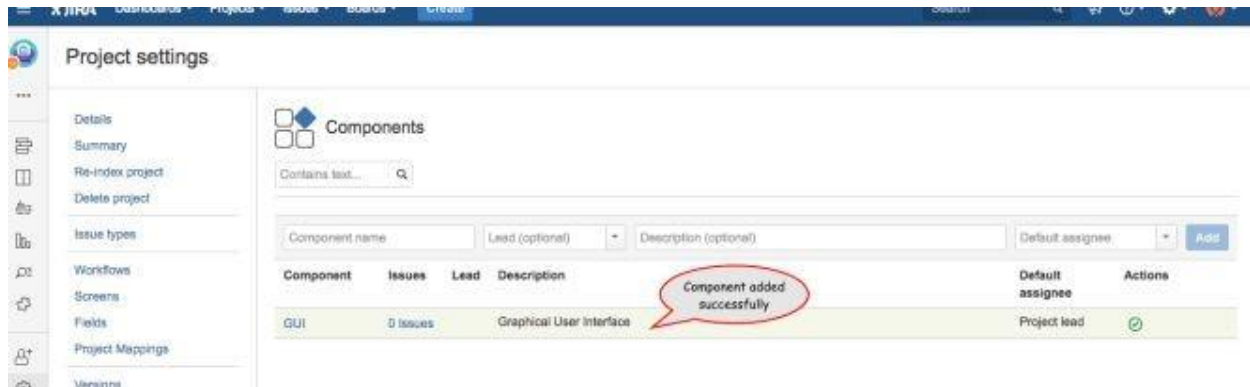 JIRA Dashboards Projects Issues Boards Create Search
Project settings
Details
Summary
Re-index project
Delete project
Issue types
Workflows
Screens
Fields
Project Mappings
Versions
Components
Contains text...
Component name Lead (optional) Description (optional) Default assignee Add
Component Issues Lead Description Default assignee Actions
GUI 0 Issues Graphical User Interface Project lead
Component added
successfully